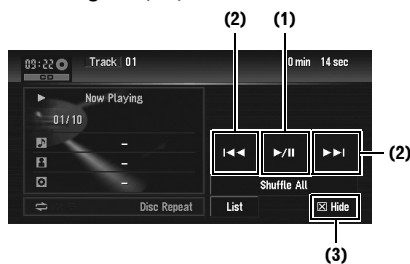 (2) (1)
09:22 Track 01 0 min 14 sec
Now Playing
01/10
–
–
–
(2)
Shuffle All
Disc Repeat List Hide
(3)